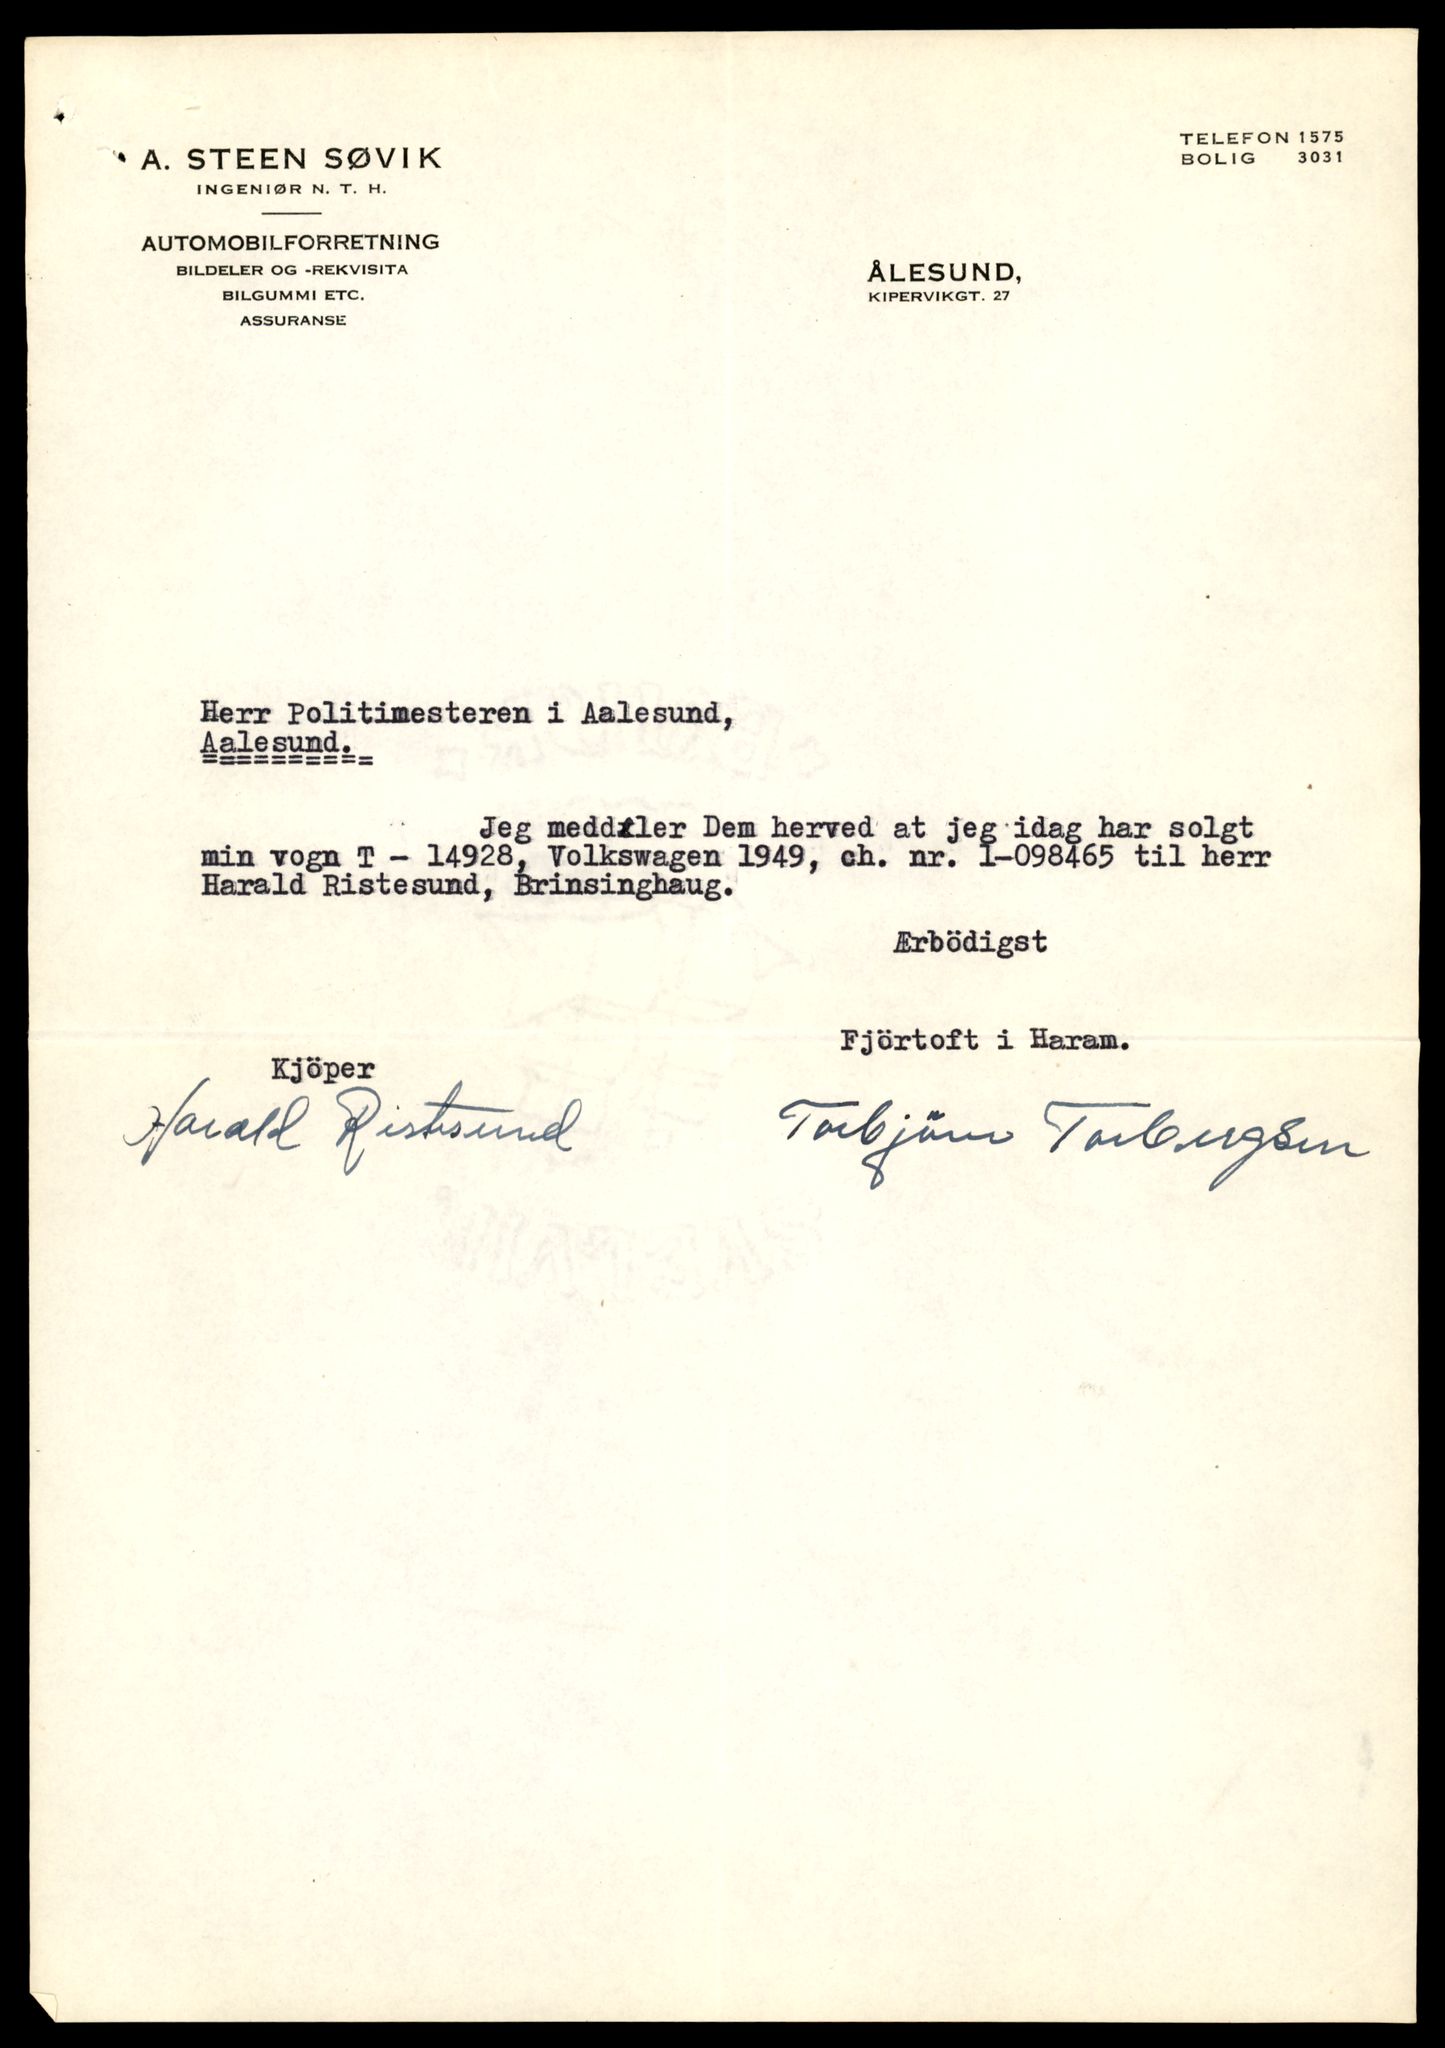 A. STEEN SØVIK
INGENIØR N. T. H.
AUTOMOBILFORRETNING
BILDELER OG -REKVISITA
BILGUMMI ETC.
ASSURANSE
TELEFON 1575
BOLIG 3031
ÅLESUND,
KIPERVIKGT. 27
Herr Politimesteren i Aalesund,
Aalesund.
==========
Jeg meddeler Dem herved at jeg idag har solgt
min vogn T - 14928, Volkswagen 1949, ch. nr. 1-098465 til herr
Harald Ristesund, Brinsinghaug.
Ærbödigst
Fjörtoft i Haram.
Kjöper
Harald Ristesund
Torbjörn Torbergsen